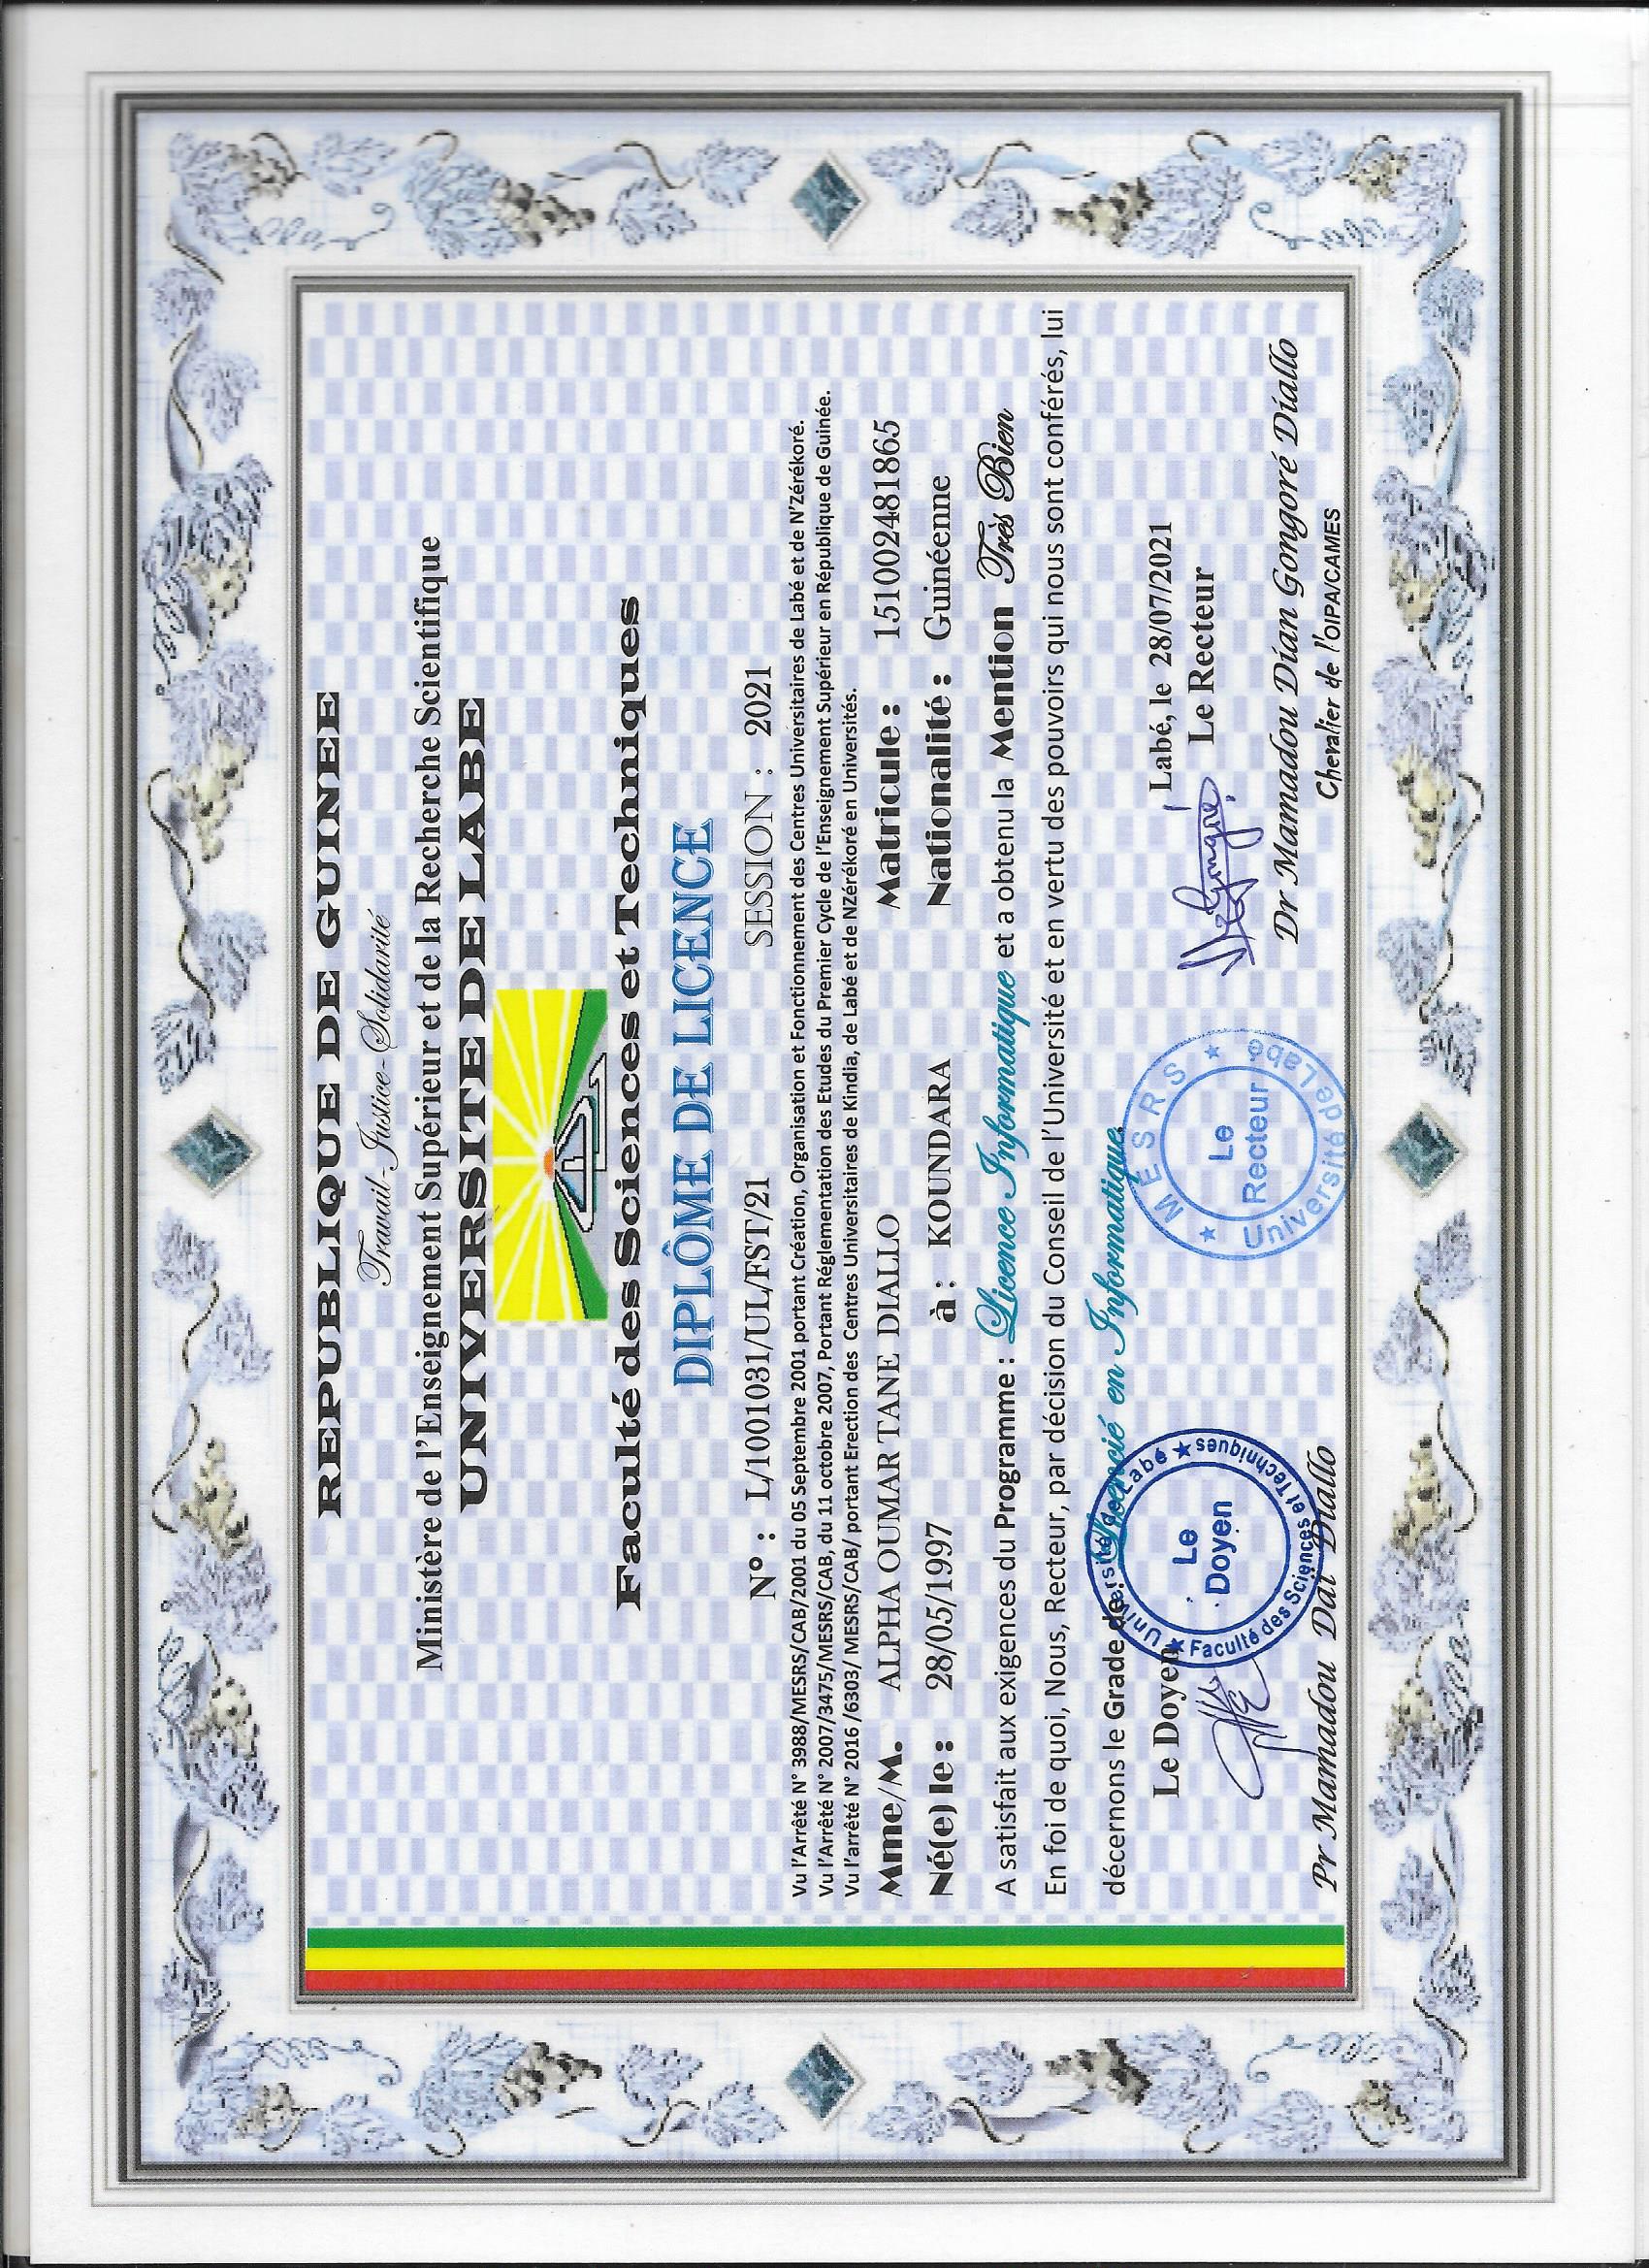 REPUBLIQUE DE GUINEE
Travail-Justice-Solidarité
Ministère de l'Enseignement Supérieur et de la Recherche Scientifique
UNIVERSITE DE LABE
Faculté des Sciences et Techniques
DIPLÔME DE LICENCE
N° : L/1001031/UL/FST/21 SESSION : 2021
Vu l'Arrêté N° 3988/MESRS/CAB/2001 du 05 Septembre 2001 portant Création, Organisation et Fonctionnement des Centres Universitaires de Labé et de N'Zérékoré.
Vu l'Arrêté N° 2007/3475/MESRS/CAB, du 11 octobre 2007, Portant Réglementation des Etudes du Premier Cycle de l'Enseignement Supérieur en République de Guinée.
Vu l'arrêté N° 2016 /6303/ MESRS/CAB/ portant Erection des Centres Universitaires de Kindia, de Labé et de NZérékoré en Universités.
Mme/M. ALPHA OUMAR TANE DIALLO Matricule : 151002481865
Né(e) le : 28/05/1997 à : KOUNDARA Nationalité : Guinéenne
A satisfait aux exigences du Programme : Licence Informatique et a obtenu la Mention Très Bien
En foi de quoi, Nous, Recteur, par décision du Conseil de l'Université et en vertu des pouvoirs qui nous sont conférés, lui
décernons le Grade de : Licencié en Informatique
Labé, le 28/07/2021
Le Doyen Le Recteur
Université de Labé
Le
Doyen
Faculté des Sciences et Techniques
MESRS
Le
Recteur
Université de Labé
Pr Mamadou Dai Diallo Dr Mamadou Dian Gongoré Diallo
Chevalier de l'OIPA/CAMES